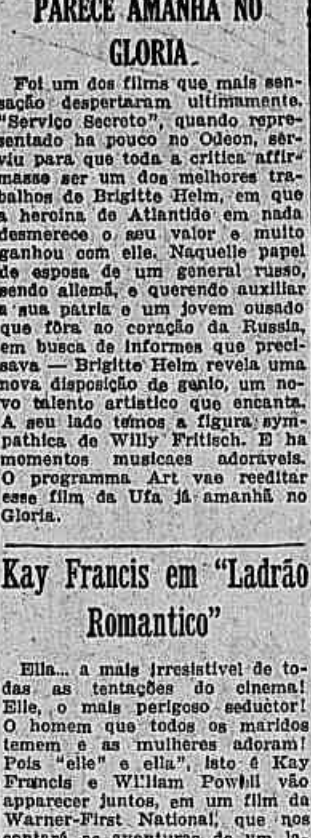 PARECE AMANHÃ NO
GLORIA
Foi um dos films que mais sen-
sação despertaram ultimamente.
"Serviço Secreto", quando repre-
sentado ha pouco no Odeon, ser-
viu para que toda a critica affir-
masse ser um dos melhores tra-
balhos de Brigitte Helm, em que
a heroina de Atlantide em nada
desmerece o seu valor e muito
ganhou com elle. Naquelle papel
de esposa de um general russo,
sendo allemã, e querendo auxiliar
a sua patria e um jovem ousado
que fôra ao coração da Russia,
em busca de informes que preci-
sava — Brigitte Helm revela uma
nova disposição de genio, um no-
vo talento artistico que encanta.
A seu lado temos a figura sym-
pathica de Willy Fritisch. E ha
momentos musicaes adoraveis.
O programma Art vae reeditar
esse film da Ufa já amanhã no
Gloria.
Kay Francis em "Ladrão
Romantico"
Ella... a mais irresistivel de to-
das as tentações do cinema!
Elle, o mais perigoso seductor!
O homem que todos os maridos
temem e as mulheres adoram!
Pois "elle" e ella", isto é Kay
Francis e William Powell vão
apparecer juntos, em um film da
Warner-First National, que nos
contará as aventuras de um